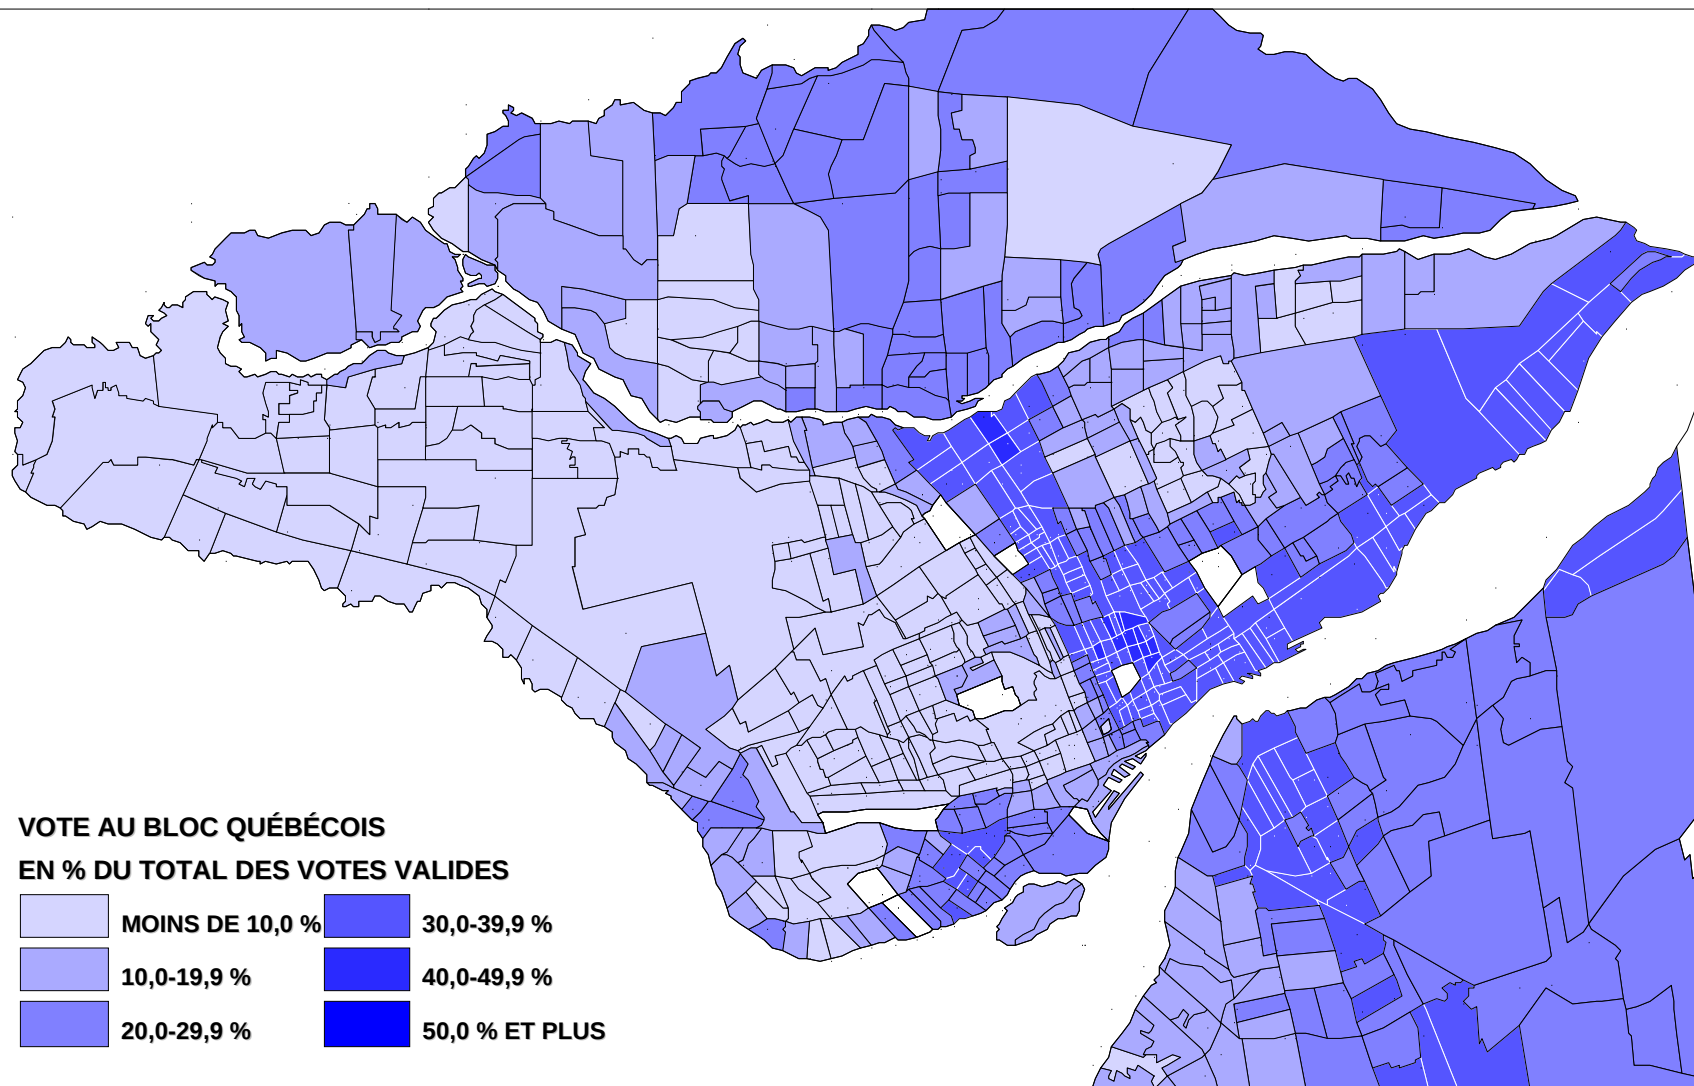 VOTE AU BLOC QUÉBÉCOIS
EN % DU TOTAL DES VOTES VALIDES
MOINS DE 10,0 %
10,0-19,9 %
20,0-29,9 %
30,0-39,9 %
40,0-49,9 %
50,0 % ET PLUS